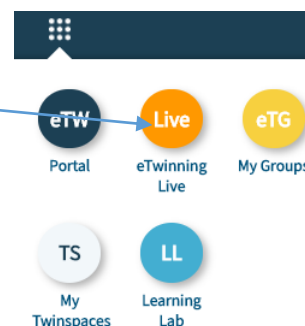 eTW Live eTG
Portal eTwinning Live My Groups
TS LL
My Twinspaces Learning Lab